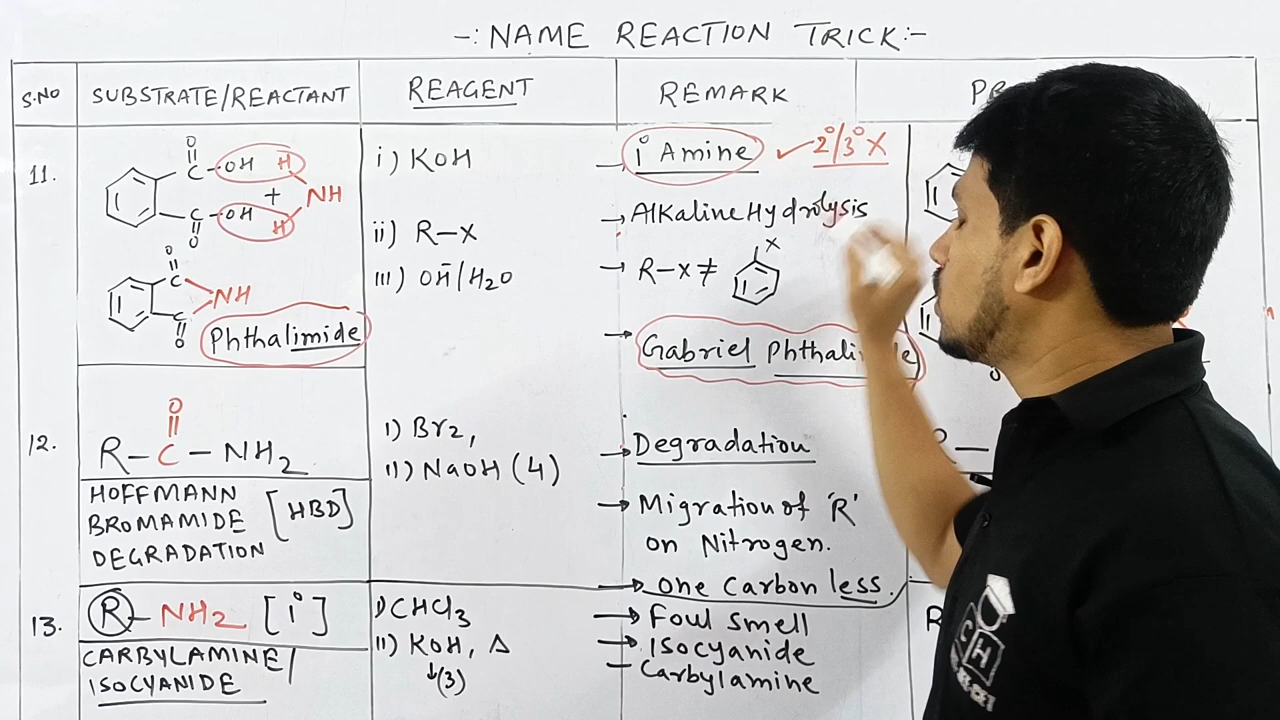 -: NAME REACTION TRICK:-
S.NO SUBSTRATE/REACTANT REAGENT REMARK
11.
O
C-OH H
+ NH
C-OH H
O
O
C
NH
C
O
Phthalimide
i) KOH
ii) R-X
iii) OH⁻/H2O
→ 1° Amine ✓ 2°/3° X
→ Alkaline Hydrolysis
→ R-X ≠ X
→ Gabriel
12.
O
R-C-NH2
HOFFMANN
BROMAMIDE [HBD]
DEGRADATION
I) Br2,
II) NaOH (4)
→ Degradation
→ Migration of 'R'
on Nitrogen.
→ One Carbon less.
13.
R-NH2 [1°]
CARBYLAMINE/
ISOCYANIDE
I) CHCl3
II) KOH, Δ
↓(3)
→ Foul smell
→ Isocyanide
- Carbylamine
R
CH